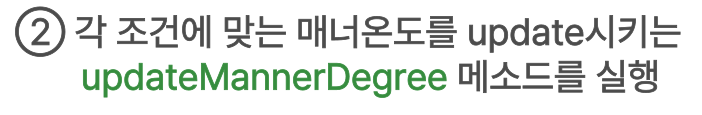 ② 각 조건에 맞는 매너온도를 update시키는
updateMannerDegree 메소드를 실행